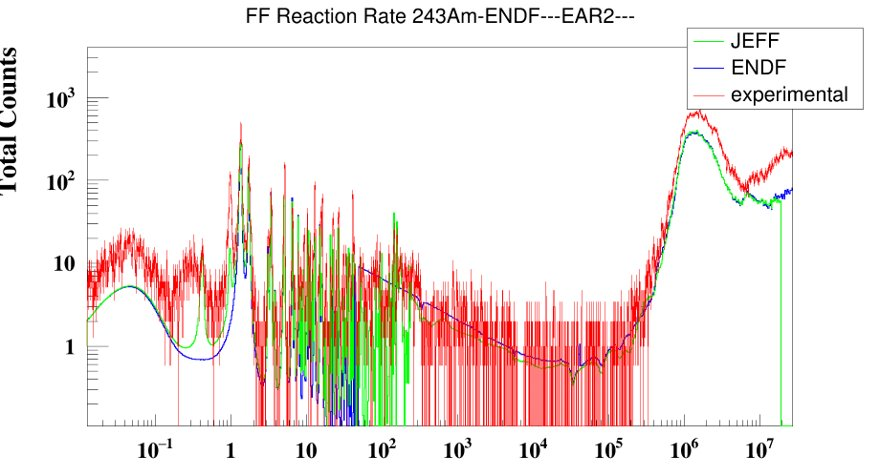 FF Reaction Rate 243Am-ENDF---EAR2---
JEFF
ENDF
experimental
Total Counts
10³
10²
10
1
10⁻¹ 1 10 10² 10³ 10⁴ 10⁵ 10⁶ 10⁷